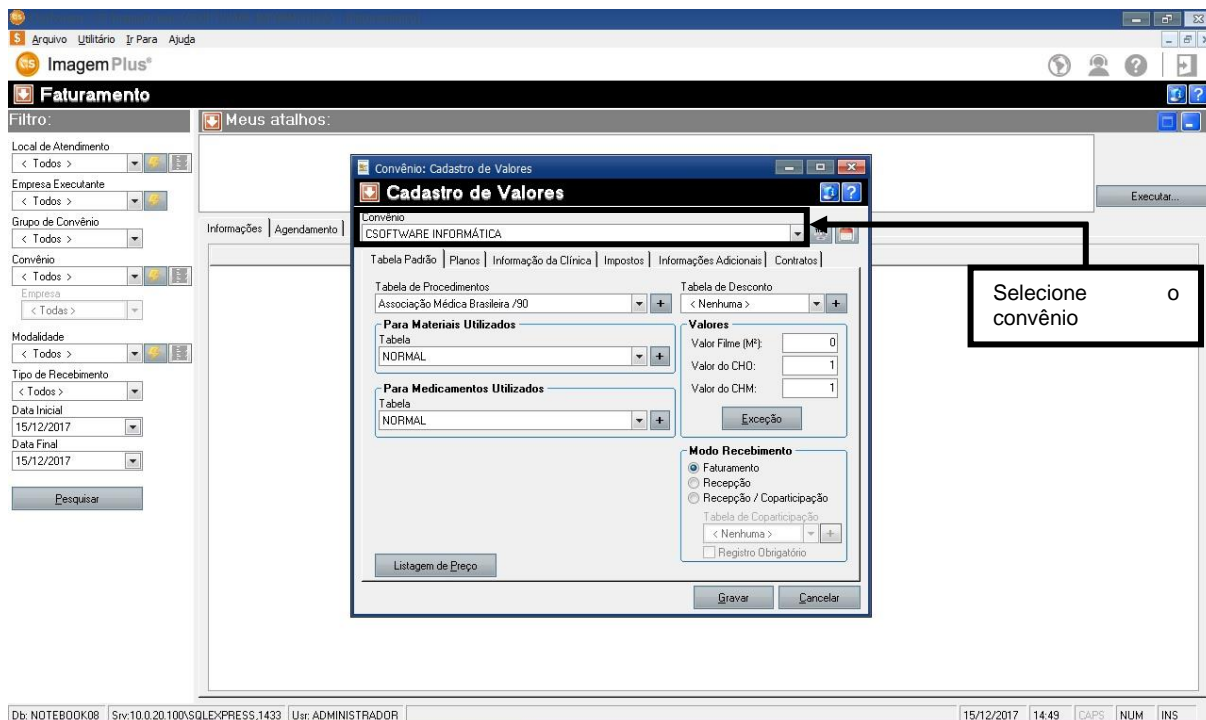 Arquivo Utilitário Ir Para Ajuda
ImagemPlus®
Faturamento
Filtro:
Meus atalhos:
Local de Atendimento
< Todos >
Empresa Executante
< Todos >
Grupo de Convênio
< Todos >
Convênio
< Todos >
Empresa
< Todas >
Modalidade
< Todos >
Tipo de Recebimento
< Todos >
Data Inicial
15/12/2017
Data Final
15/12/2017
Pesquisar
Executar...
Informações Agendamento
Convênio: Cadastro de Valores
Cadastro de Valores
Convênio
CSOFTWARE INFORMÁTICA
Tabela Padrão Planos Informação da Clínica Impostos Informações Adicionais Contratos
Tabela de Procedimentos
Associação Médica Brasileira /90
Para Materiais Utilizados
Tabela
NORMAL
Para Medicamentos Utilizados
Tabela
NORMAL
Tabela de Desconto
< Nenhuma >
Valores
Valor Filme (M²): 0
Valor do CHO: 1
Valor do CHM: 1
Exceção
Modo Recebimento
Faturamento
Recepção
Recepção / Coparticipação
Tabela de Coparticipação
< Nenhuma >
Registro Obrigatório
Listagem de Preço
Gravar Cancelar
Selecione o
convênio
Db: NOTEBOOK08 Srv:10.0.20.100\SQLEXPRESS,1433 Usr: ADMINISTRADOR 15/12/2017 14:49 CAPS NUM INS